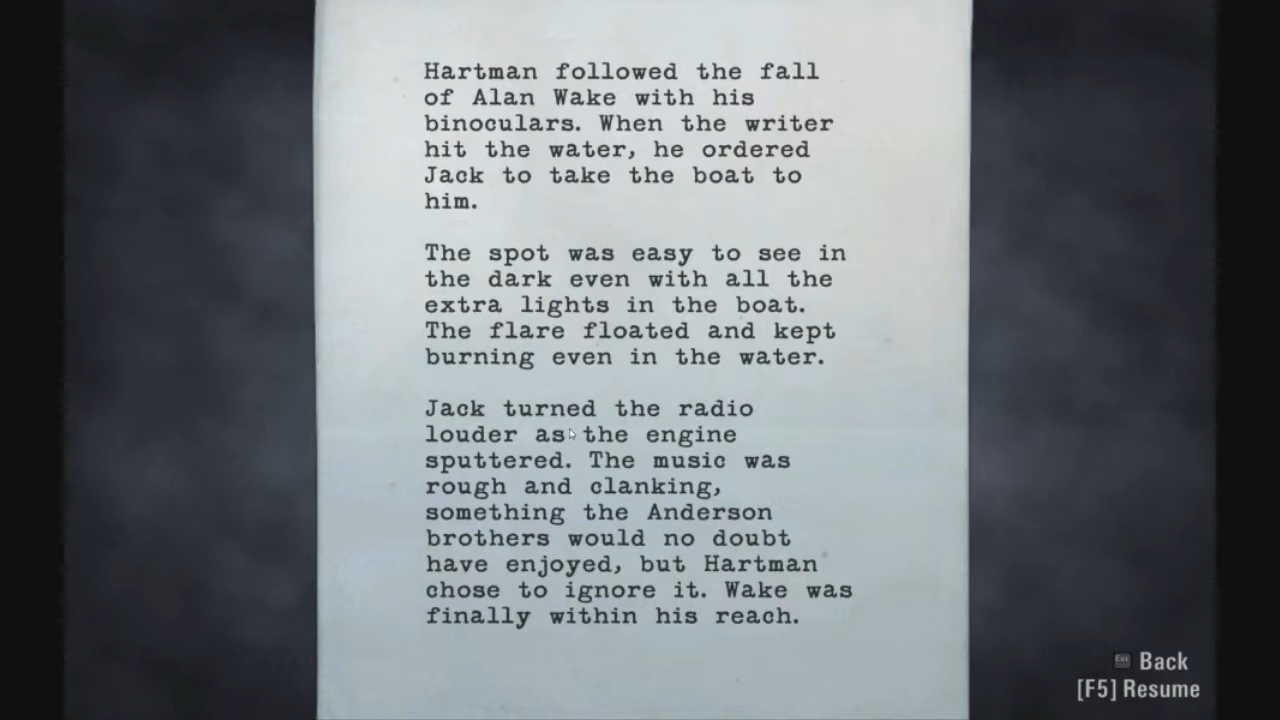 Hartman followed the fall
of Alan Wake with his
binoculars. When the writer
hit the water, he ordered
Jack to take the boat to
him.
The spot was easy to see in
the dark even with all the
extra lights in the boat.
The flare floated and kept
burning even in the water.
Jack turned the radio
louder as the engine
sputtered. The music was
rough and clanking,
something the Anderson
brothers would no doubt
have enjoyed, but Hartman
chose to ignore it. Wake was
finally within his reach.
Esc Back
[F5] Resume